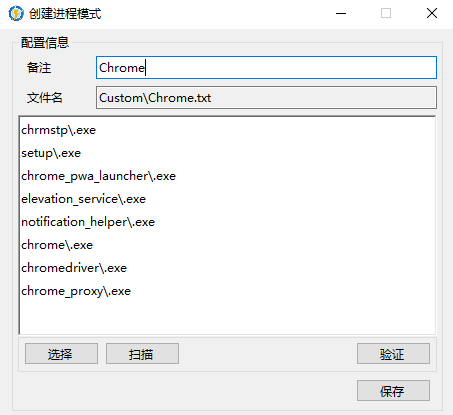 创建进程模式
配置信息
备注 Chrome
文件名 Custom\Chrome.txt
chrmstp\.exe
setup\.exe
chrome_pwa_launcher\.exe
elevation_service\.exe
notification_helper\.exe
chrome\.exe
chromedriver\.exe
chrome_proxy\.exe
选择 扫描 验证
保存